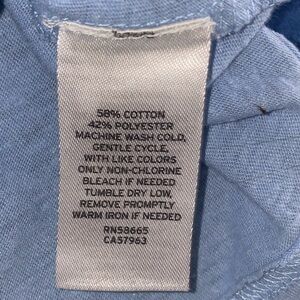 58% COTTON
42% POLYESTER
MACHINE WASH COLD,
GENTLE CYCLE,
WITH LIKE COLORS
ONLY NON-CHLORINE
BLEACH IF NEEDED
TUMBLE DRY LOW,
REMOVE PROMPTLY
WARM IRON IF NEEDED
RN58665
CA57963